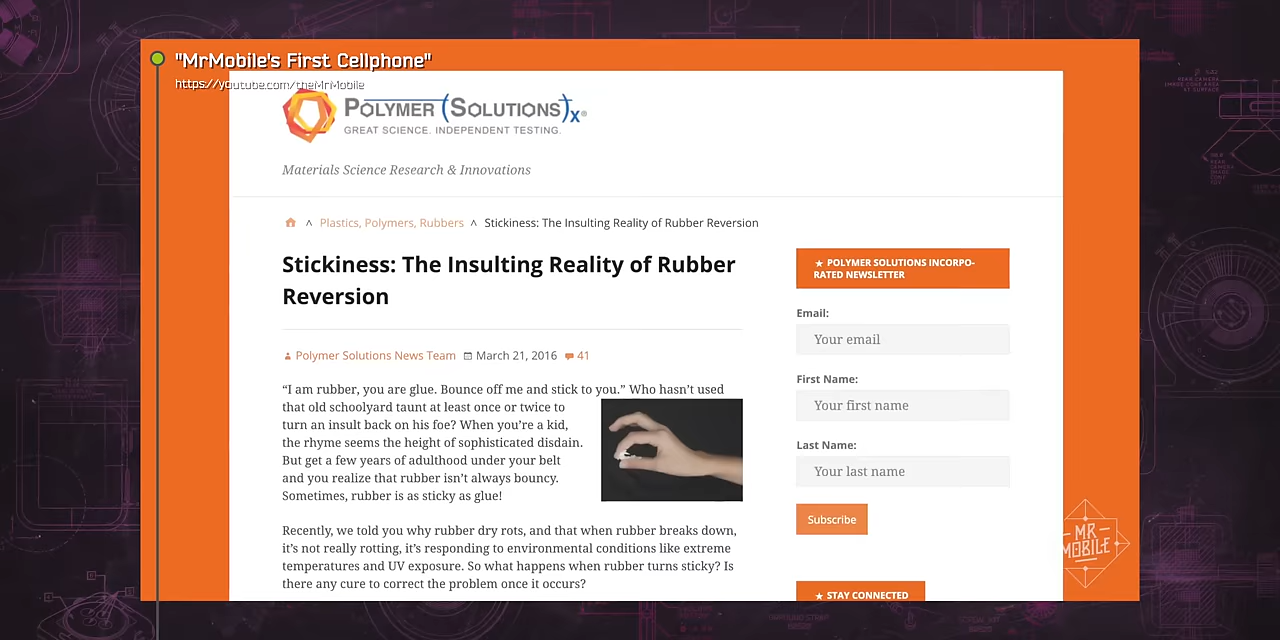 "MrMobile's First Cellphone"
https://youtube.com/theMrMobile
POLYMER (SOLUTIONS)x®
GREAT SCIENCE. INDEPENDENT TESTING.
Materials Science Research & Innovations
^ Plastics, Polymers, Rubbers ^ Stickiness: The Insulting Reality of Rubber Reversion
Stickiness: The Insulting Reality of Rubber
Reversion
Polymer Solutions News Team March 21, 2016 41
“I am rubber, you are glue. Bounce off me and stick to you.” Who hasn’t used
that old schoolyard taunt at least once or twice to
turn an insult back on his foe? When you’re a kid,
the rhyme seems the height of sophisticated disdain.
But get a few years of adulthood under your belt
and you realize that rubber isn’t always bouncy.
Sometimes, rubber is as sticky as glue!
Recently, we told you why rubber dry rots, and that when rubber breaks down,
it’s not really rotting, it’s responding to environmental conditions like extreme
temperatures and UV exposure. So what happens when rubber turns sticky? Is
there any cure to correct the problem once it occurs?
★ POLYMER SOLUTIONS INCORPO-
RATED NEWSLETTER
Email:
Your email
First Name:
Your first name
Last Name:
Your last name
Subscribe
★ STAY CONNECTED
MR
MOBILE